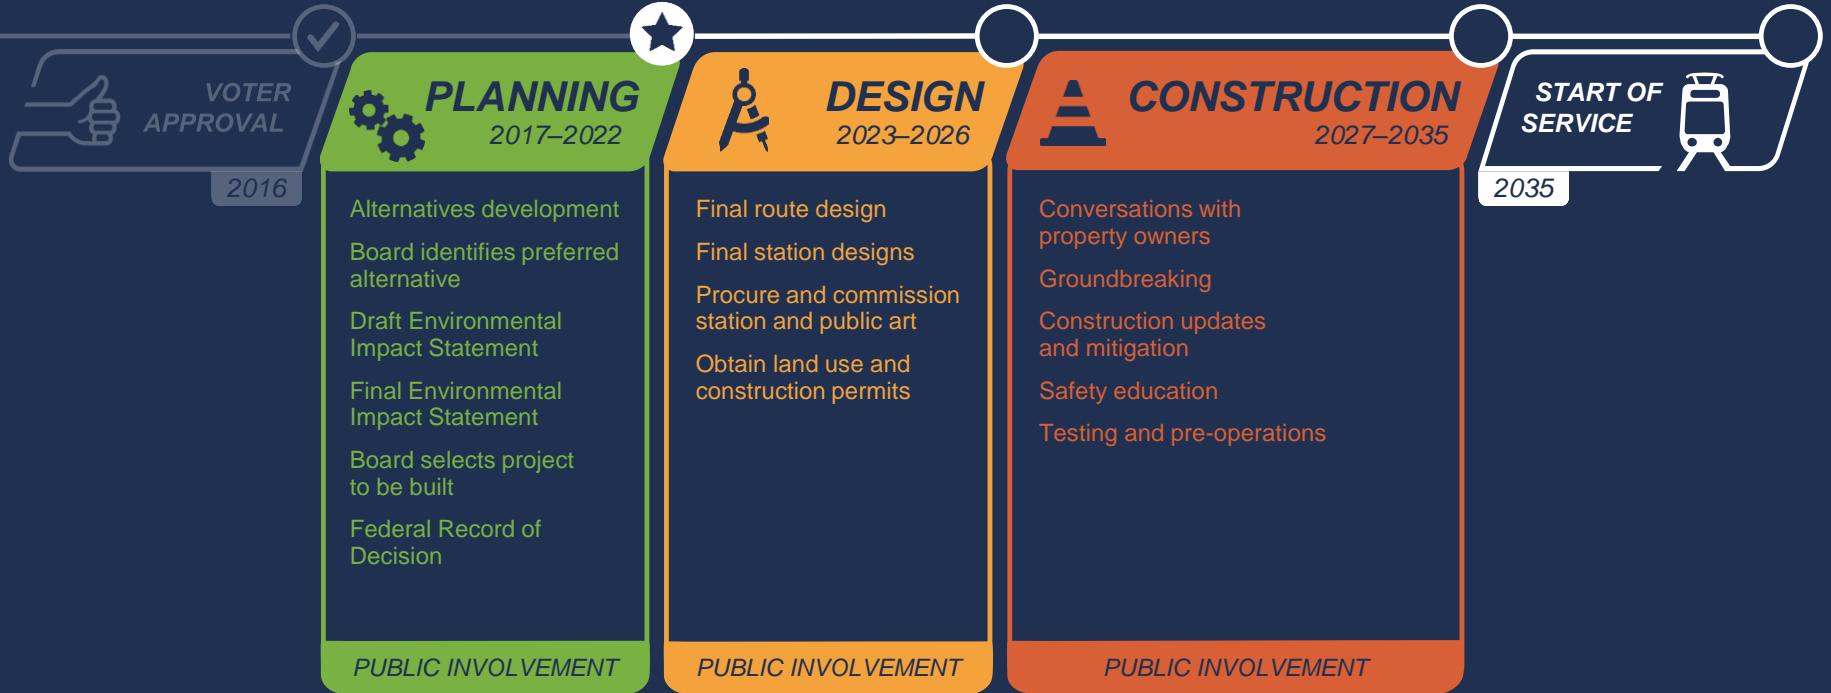 VOTER
APPROVAL
2016
PLANNING
2017–2022
Alternatives development
Board identifies preferred
alternative
Draft Environmental
Impact Statement
Final Environmental
Impact Statement
Board selects project
to be built
Federal Record of
Decision
PUBLIC INVOLVEMENT
DESIGN
2023–2026
Final route design
Final station designs
Procure and commission
station and public art
Obtain land use and
construction permits
PUBLIC INVOLVEMENT
CONSTRUCTION
2027–2035
Conversations with
property owners
Groundbreaking
Construction updates
and mitigation
Safety education
Testing and pre-operations
PUBLIC INVOLVEMENT
START OF
SERVICE
2035